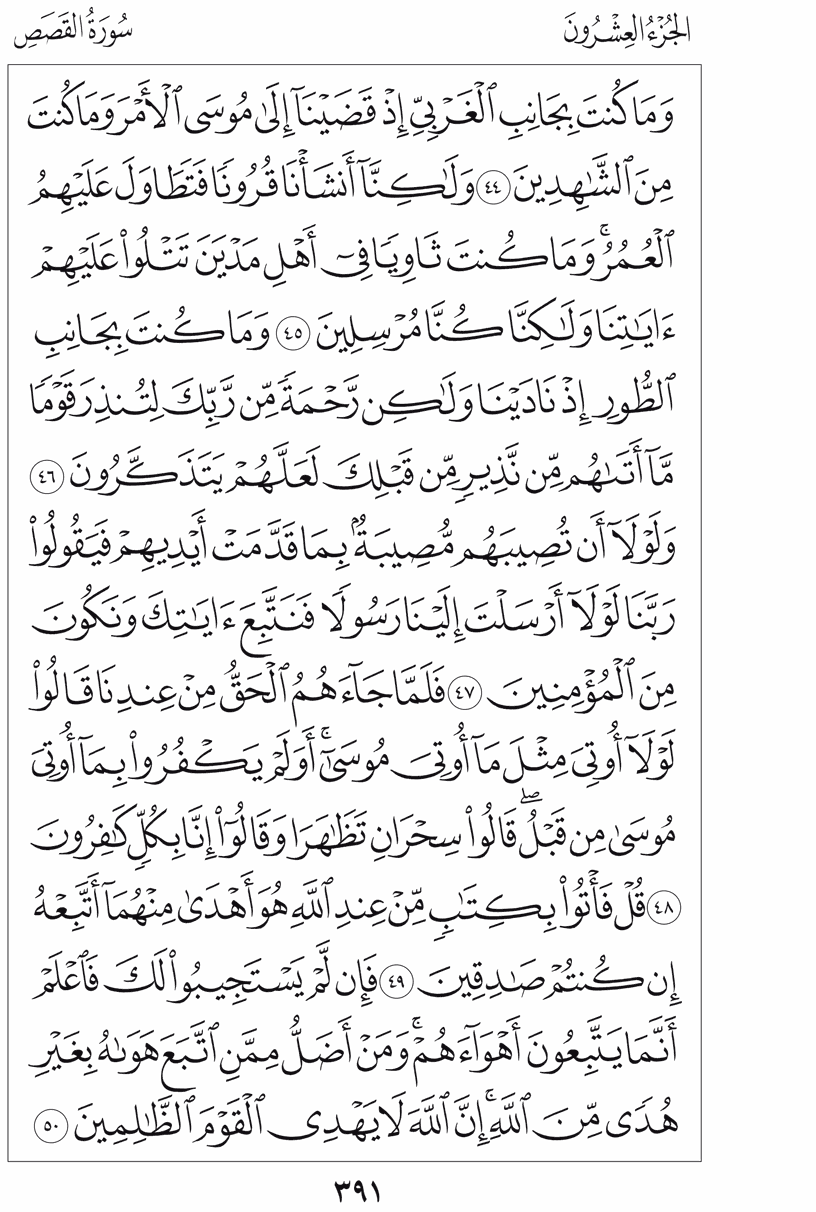 الجُزْءُ العِشْرُونَ
سُورَةُ القَصَصِ
وَمَا كُنتَ بِجَانِبِ ٱلْغَرْبِيِّ إِذْ قَضَيْنَآ إِلَىٰ مُوسَى ٱلْأَمْرَ وَمَا كُنتَ
مِنَ ٱلشَّٰهِدِينَ ٤٤ وَلَٰكِنَّآ أَنشَأْنَا قُرُونًا فَتَطَاوَلَ عَلَيْهِمُ
ٱلْعُمُرُۚ وَمَا كُنتَ ثَاوِيًا فِىٓ أَهْلِ مَدْيَنَ تَتْلُوا۟ عَلَيْهِمْ
ءَايَٰتِنَا وَلَٰكِنَّا كُنَّا مُرْسِلِينَ ٤٥ وَمَا كُنتَ بِجَانِبِ
ٱلطُّورِ إِذْ نَادَيْنَا وَلَٰكِن رَّحْمَةً مِّن رَّبِّكَ لِتُنذِرَ قَوْمًا
مَّآ أَتَىٰهُم مِّن نَّذِيرٍ مِّن قَبْلِكَ لَعَلَّهُمْ يَتَذَكَّرُونَ ٤٦
وَلَوْلَآ أَن تُصِيبَهُم مُّصِيبَةٌۢ بِمَا قَدَّمَتْ أَيْدِيهِمْ فَيَقُولُوا۟
رَبَّنَا لَوْلَآ أَرْسَلْتَ إِلَيْنَا رَسُولًا فَنَتَّبِعَ ءَايَٰتِكَ وَنَكُونَ
مِنَ ٱلْمُؤْمِنِينَ ٤٧ فَلَمَّا جَآءَهُمُ ٱلْحَقُّ مِنْ عِندِنَا قَالُوا۟
لَوْلَآ أُوتِىَ مِثْلَ مَآ أُوتِىَ مُوسَىٰٓۚ أَوَلَمْ يَكْفُرُوا۟ بِمَآ أُوتِىَ
مُوسَىٰ مِن قَبْلُۖ قَالُوا۟ سِحْرَانِ تَظَٰهَرَا وَقَالُوٓا۟ إِنَّا بِكُلٍّ كَٰفِرُونَ
٤٨ قُلْ فَأْتُوا۟ بِكِتَٰبٍ مِّنْ عِندِ ٱللَّهِ هُوَ أَهْدَىٰ مِنْهُمَآ أَتَّبِعْهُ
إِن كُنتُمْ صَٰدِقِينَ ٤٩ فَإِن لَّمْ يَسْتَجِيبُوا۟ لَكَ فَٱعْلَمْ
أَنَّمَا يَتَّبِعُونَ أَهْوَآءَهُمْۚ وَمَنْ أَضَلُّ مِمَّنِ ٱتَّبَعَ هَوَىٰهُ بِغَيْرِ
هُدًى مِّنَ ٱللَّهِۚ إِنَّ ٱللَّهَ لَا يَهْدِى ٱلْقَوْمَ ٱلظَّٰلِمِينَ ٥٠
٣٩١